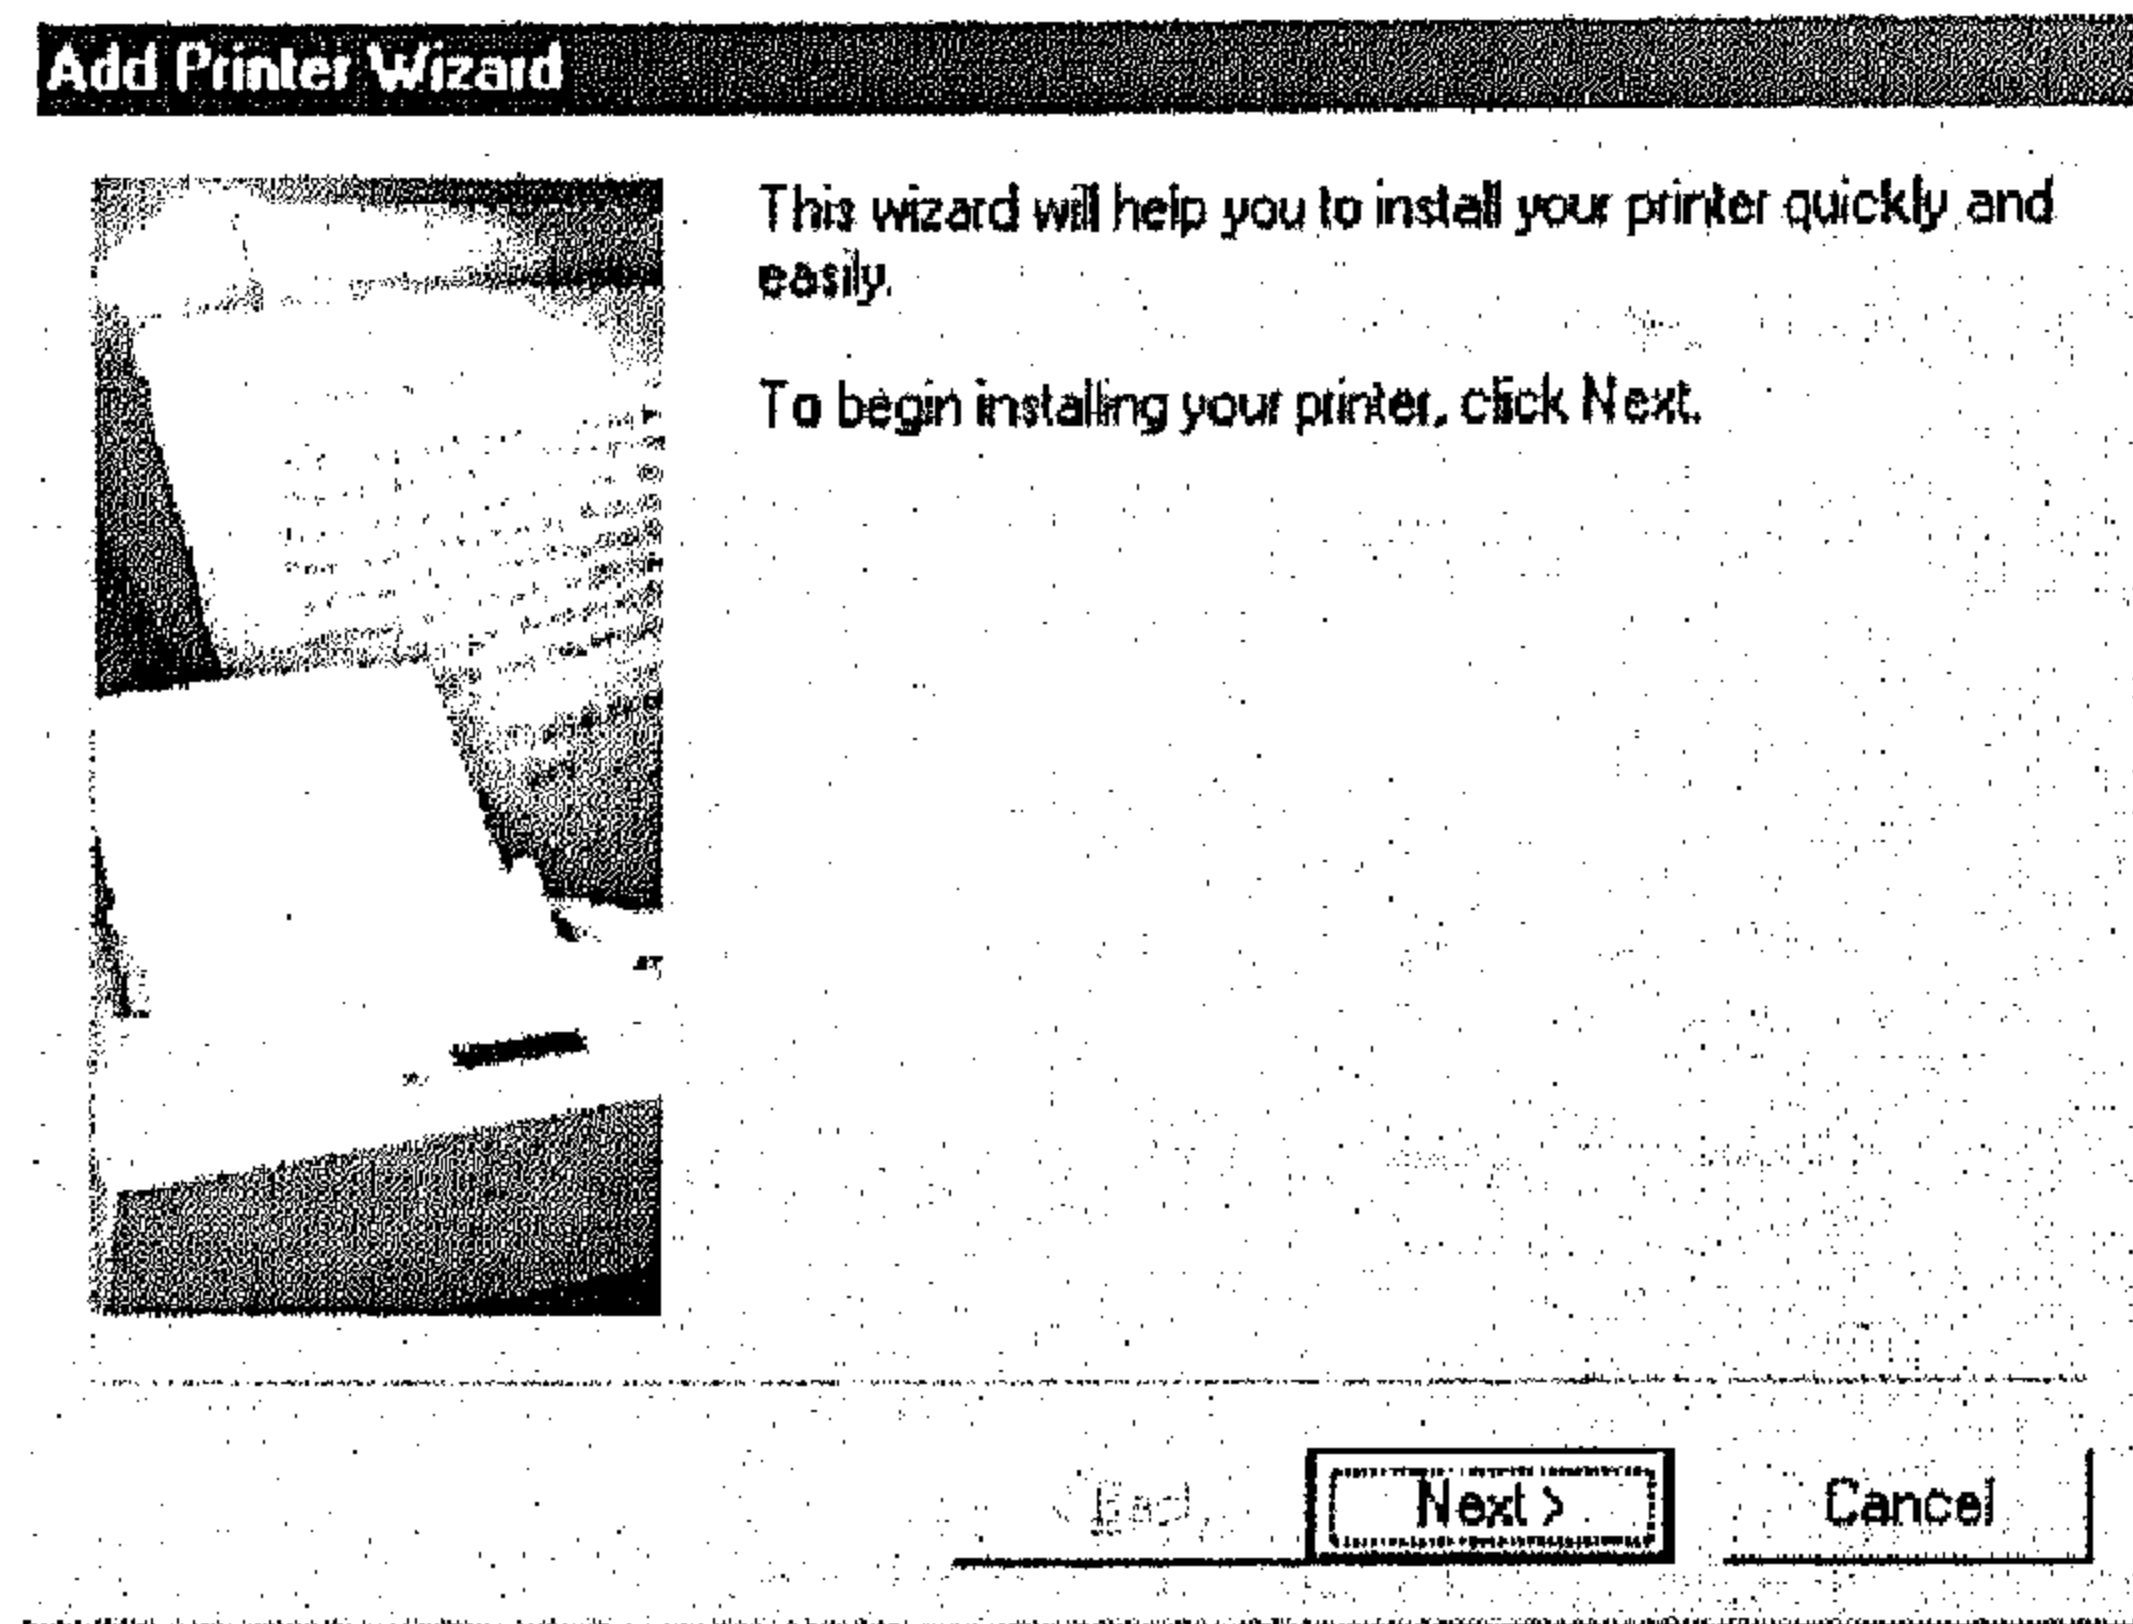 Add Printer Wizard
This wizard will help you to install your printer quickly and
easily.
To begin installing your printer, click Next.
< Back
Next >
Cancel